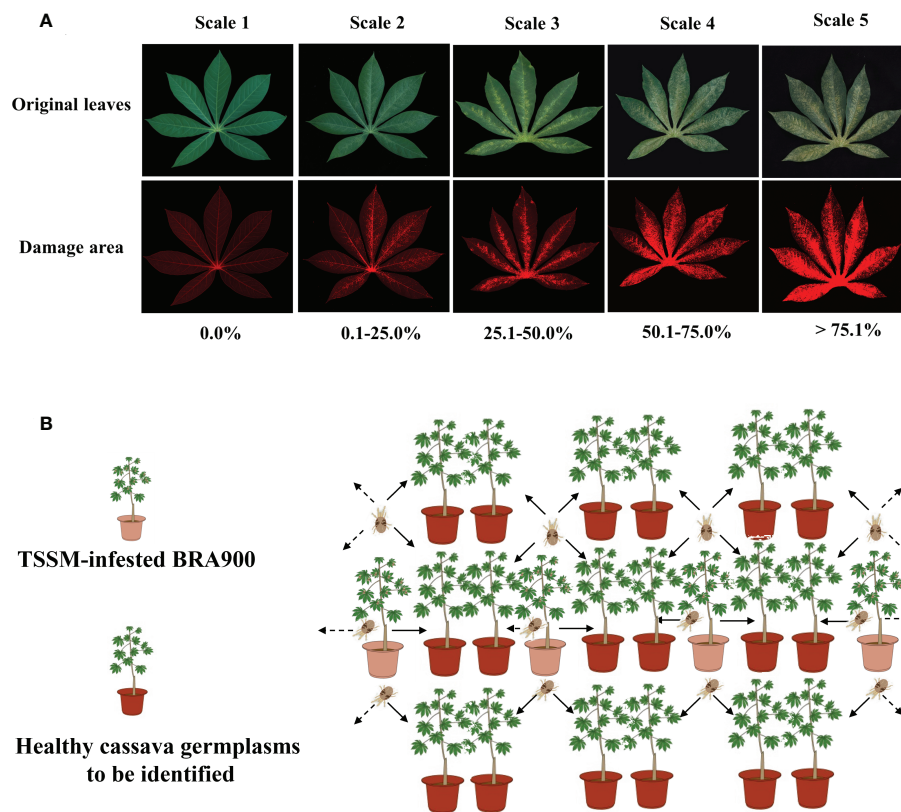 A
Scale 1
Scale 2
Scale 3
Scale 4
Scale 5
Original leaves
Damage area
0.0%
0.1-25.0%
25.1-50.0%
50.1-75.0%
> 75.1%
B
TSSM-infested BRA900
Healthy cassava germplasms
to be identified